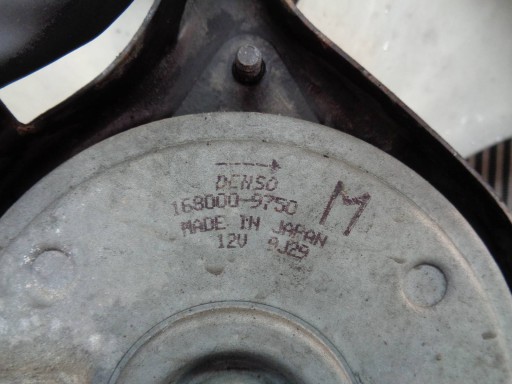 DENSO
168000-9750 M
MADE IN JAPAN
12V 9J29